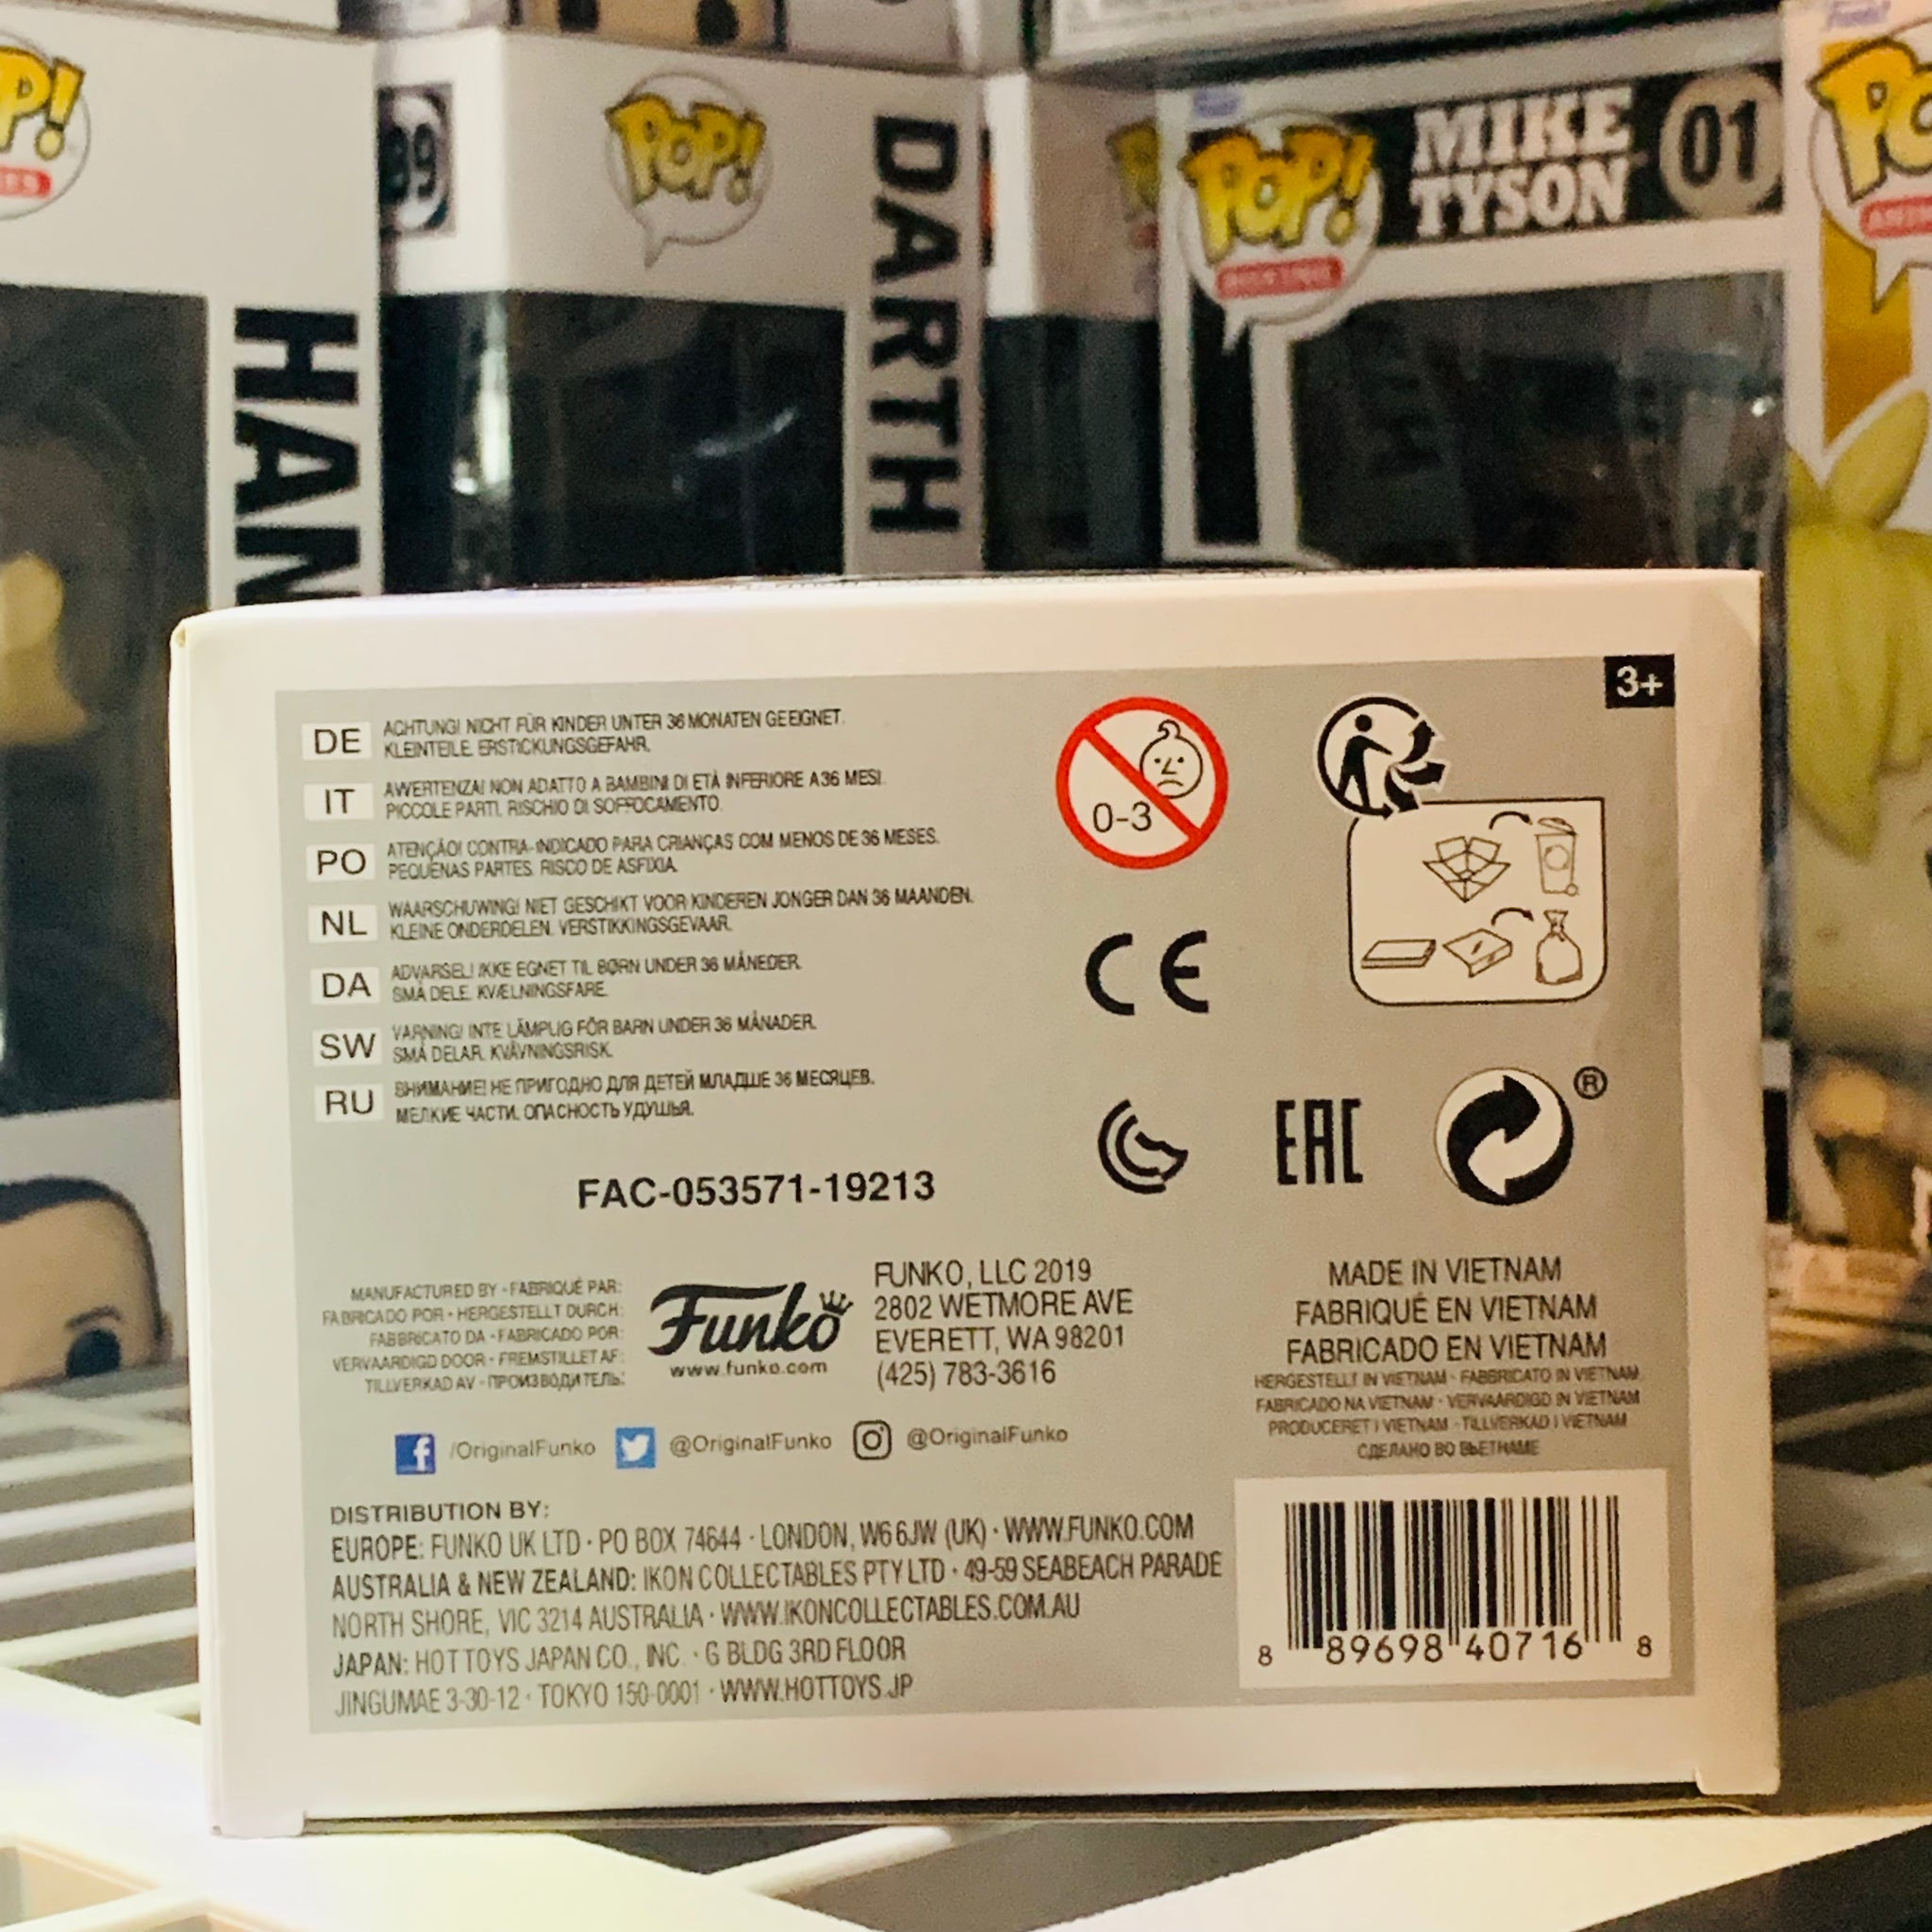 POP!
HAN
89
POP!
DARTH
POP!
MIKE
TYSON
01
3+
DE
ACHTUNG! NICHT FÜR KINDER UNTER 36 MONATEN GEEIGNET.
KLEINTEILE. ERSTICKUNGSGEFAHR.
IT
AVVERTENZA! NON ADATTO A BAMBINI DI ETÀ INFERIORE A 36 MESI.
PICCOLE PARTI. RISCHIO DI SOFFOCAMENTO.
PO
ATENÇÃO! CONTRA-INDICADO PARA CRIANÇAS COM MENOS DE 36 MESES.
PEQUENAS PARTES. RISCO DE ASFIXIA.
NL
WAARSCHUWING! NIET GESCHIKT VOOR KINDEREN JONGER DAN 36 MAANDEN.
KLEINE ONDERDELEN. VERSTIKKINGSGEVAAR.
DA
ADVARSEL! IKKE EGNET TIL BØRN UNDER 36 MÅNEDER.
SMÅ DELE. KVÆLNINGSFARE.
SW
VARNING! INTE LÄMPLIG FÖR BARN UNDER 36 MÅNADER.
SMÅ DELAR. KVÄVNINGSRISK.
RU
ВНИМАНИЕ! НЕ ПРИГОДНО ДЛЯ ДЕТЕЙ МЛАДШЕ 36 МЕСЯЦЕВ.
МЕЛКИЕ ЧАСТИ. ОПАСНОСТЬ УДУШЬЯ.
0-3
CE
EAC
®
FAC-053571-19213
MANUFACTURED BY - FABRIQUÉ PAR:
FABRICADO POR - HERGESTELLT DURCH:
FABBRICATO DA - FABRICADO POR:
VERVAARDIGD DOOR - FREMSTILLET AF:
TILLVERKAD AV - ПРОИЗВОДИТЕЛЬ:
Funko
www.funko.com
FUNKO, LLC 2019
2802 WETMORE AVE
EVERETT, WA 98201
(425) 783-3616
MADE IN VIETNAM
FABRIQUÉ EN VIETNAM
FABRICADO EN VIETNAM
HERGESTELLT IN VIETNAM - FABBRICATO IN VIETNAM
FABRICADO NA VIETNAM - VERVAARDIGD IN VIETNAM
PRODUCERET I VIETNAM - TILLVERKAD I VIETNAM
СДЕЛАНО ВО ВЬЕТНАМЕ
/OriginalFunko
@OriginalFunko
@OriginalFunko
DISTRIBUTION BY:
EUROPE: FUNKO UK LTD · PO BOX 74644 · LONDON, W6 6JW (UK) · WWW.FUNKO.COM
AUSTRALIA & NEW ZEALAND: IKON COLLECTABLES PTY LTD · 49-59 SEABEACH PARADE
NORTH SHORE, VIC 3214 AUSTRALIA · WWW.IKONCOLLECTABLES.COM.AU
JAPAN: HOT TOYS JAPAN CO., INC. · G BLDG 3RD FLOOR
JINGUMAE 3-30-12 · TOKYO 150-0001 · WWW.HOTTOYS.JP
8 89698 40716 8